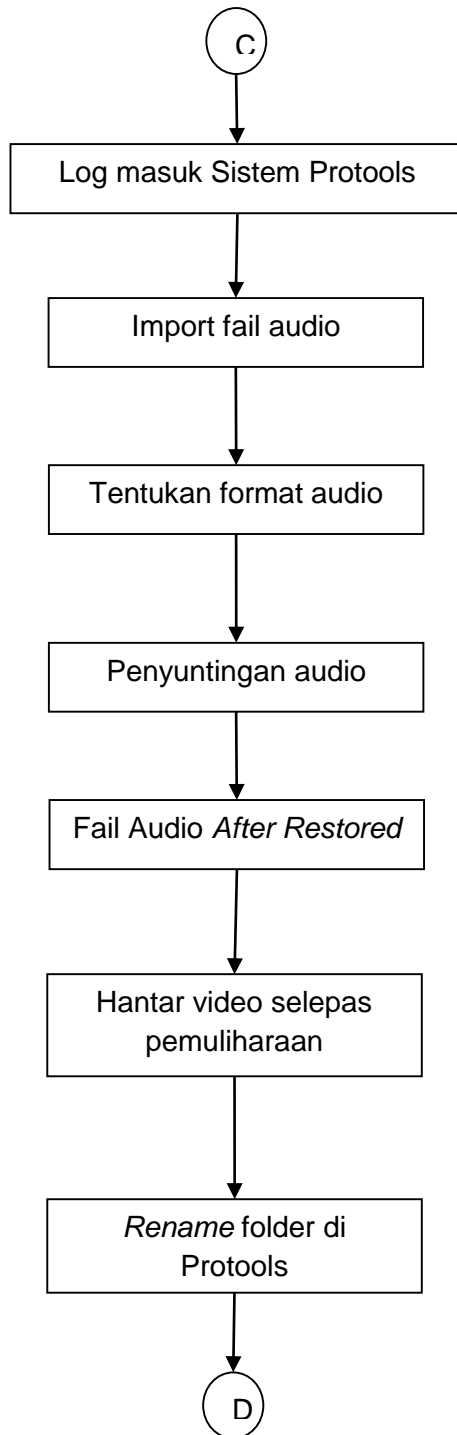 C
Log masuk Sistem Protools
Import fail audio
Tentukan format audio
Penyuntingan audio
Fail Audio After Restored
Hantar video selepas
pemuliharaan
Rename folder di
Protools
D